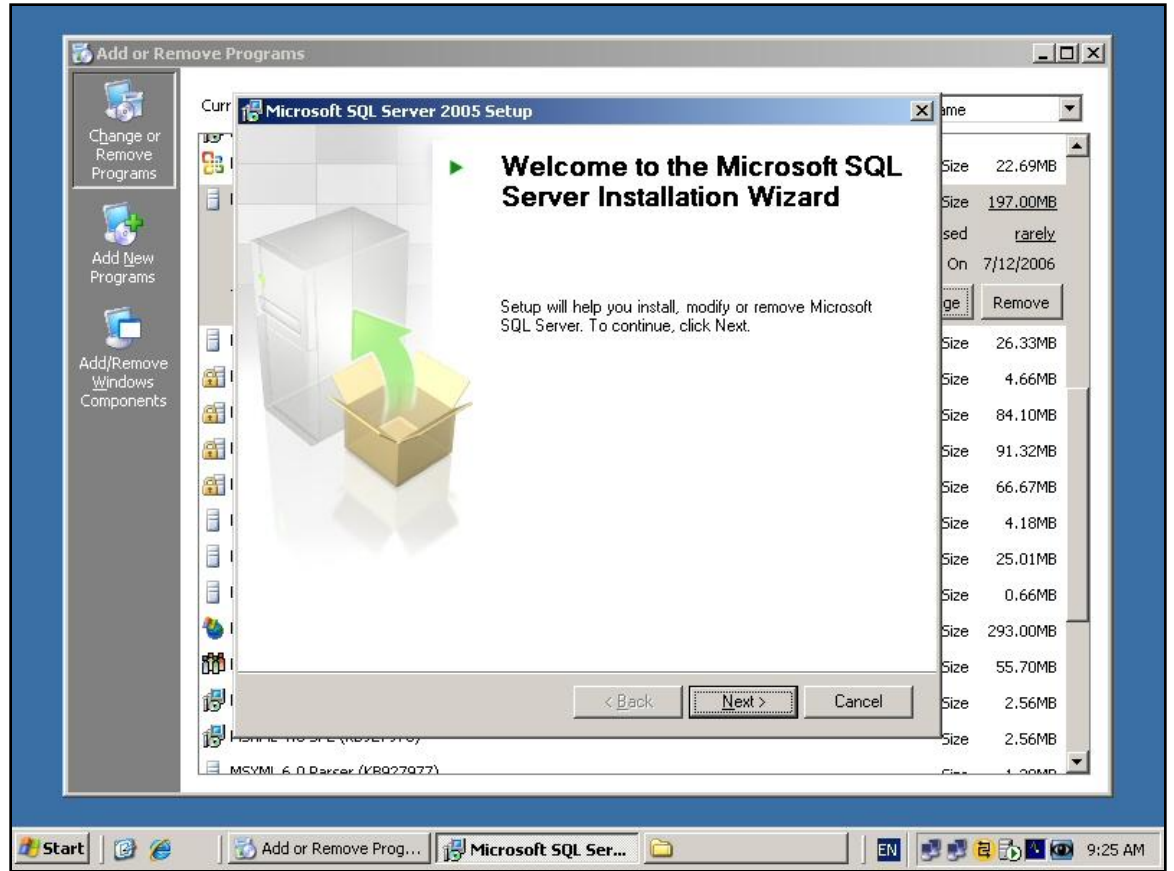 Add or Remove Programs
Change or
Remove
Programs
Add New
Programs
Add/Remove
Windows
Components
Curr
ame
Microsoft SQL Server 2005 Setup
Welcome to the Microsoft SQL
Server Installation Wizard
Setup will help you install, modify or remove Microsoft
SQL Server. To continue, click Next.
< Back Next > Cancel
Size 22.69MB
Size 197.00MB
sed rarely
On 7/12/2006
ge Remove
Size 26.33MB
Size 4.66MB
Size 84.10MB
Size 91.32MB
Size 66.67MB
Size 4.18MB
Size 25.01MB
Size 0.66MB
Size 293.00MB
Size 55.70MB
Size 2.56MB
Size 2.56MB
MSXML 6.0 Parser (KB927977)
Start
Add or Remove Prog...
Microsoft SQL Ser...
EN
9:25 AM